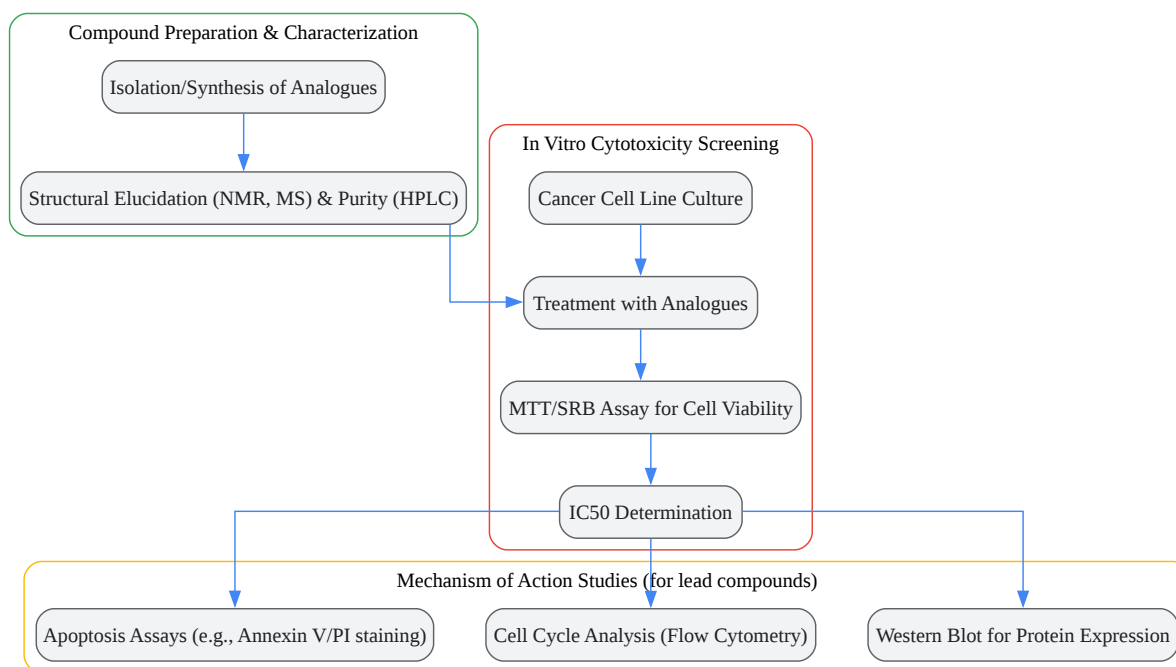 Compound Preparation & Characterization
Isolation/Synthesis of Analogues
Structural Elucidation (NMR, MS) & Purity (HPLC)
In Vitro Cytotoxicity Screening
Cancer Cell Line Culture
Treatment with Analogues
MTT/SRB Assay for Cell Viability
IC50 Determination
Mechanism of Action Studies (for lead compounds)
Apoptosis Assays (e.g., Annexin V/PI staining)
Cell Cycle Analysis (Flow Cytometry)
Western Blot for Protein Expression